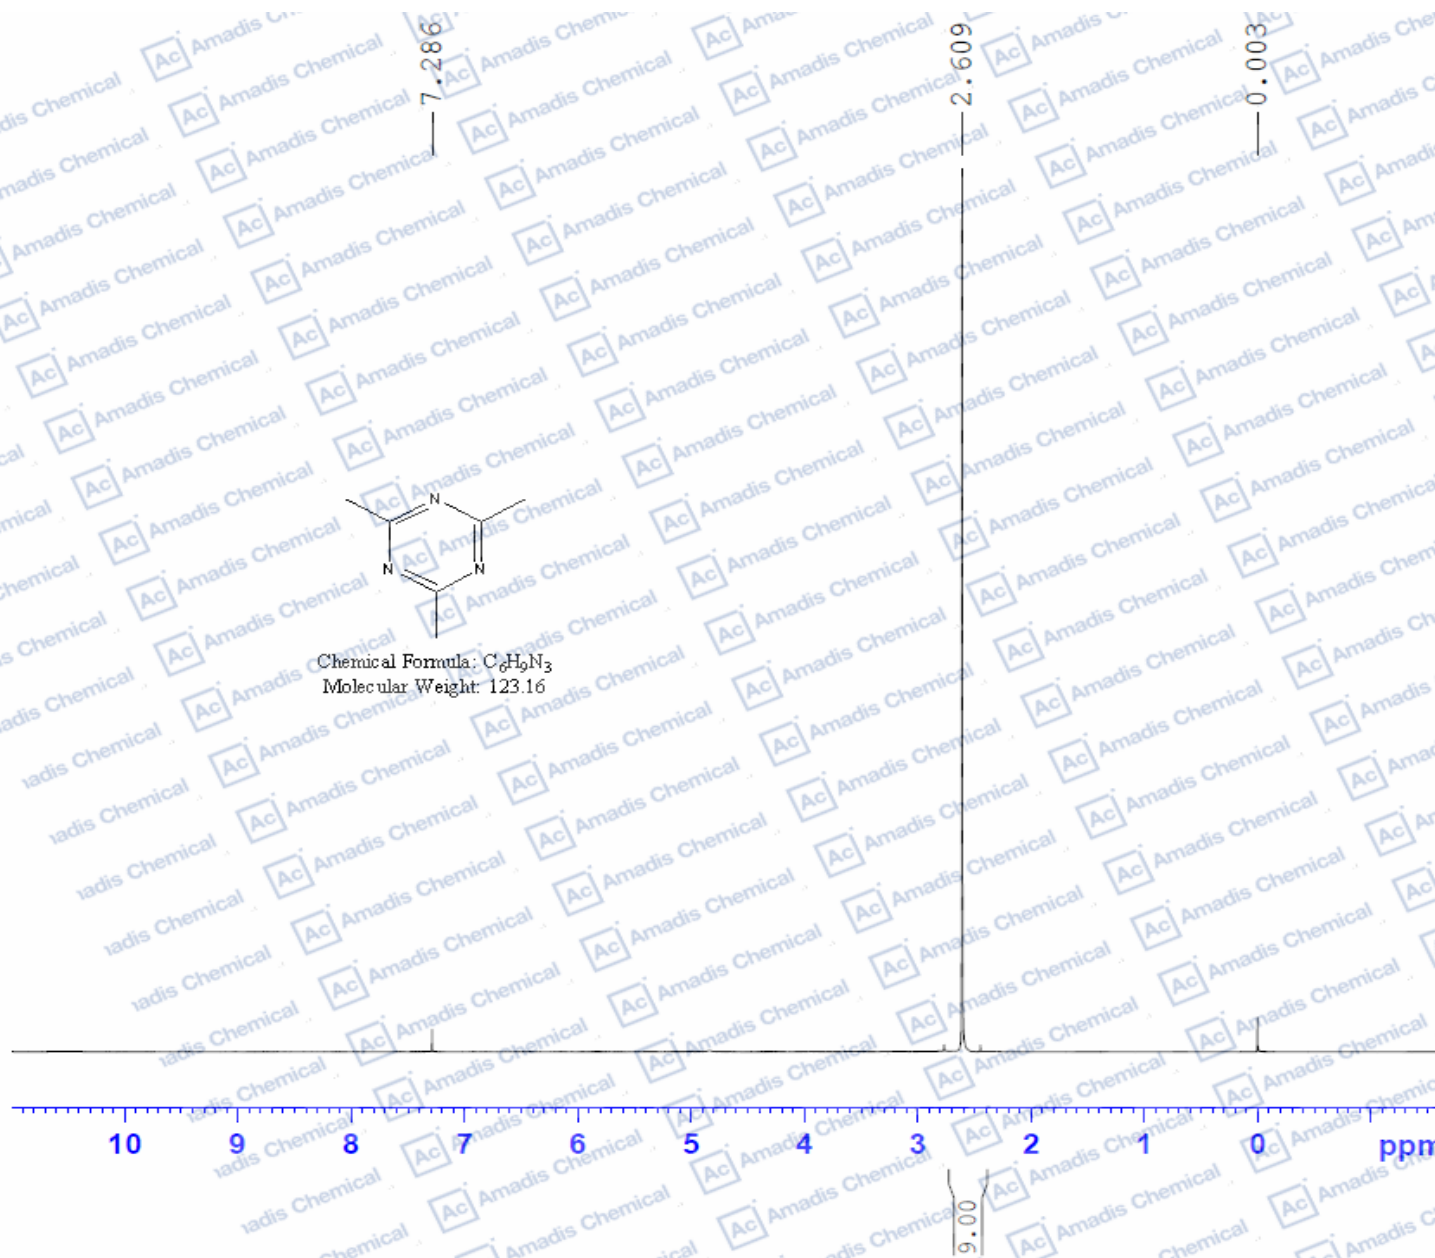 7.286
2.609
0.003
N
N
N
Chemical Formula: C₆H₉N₃
Molecular Weight: 123.16
10 9 8 7 6 5 4 3 2 1 0 ppm
9.00
Ac Amadis Chemical